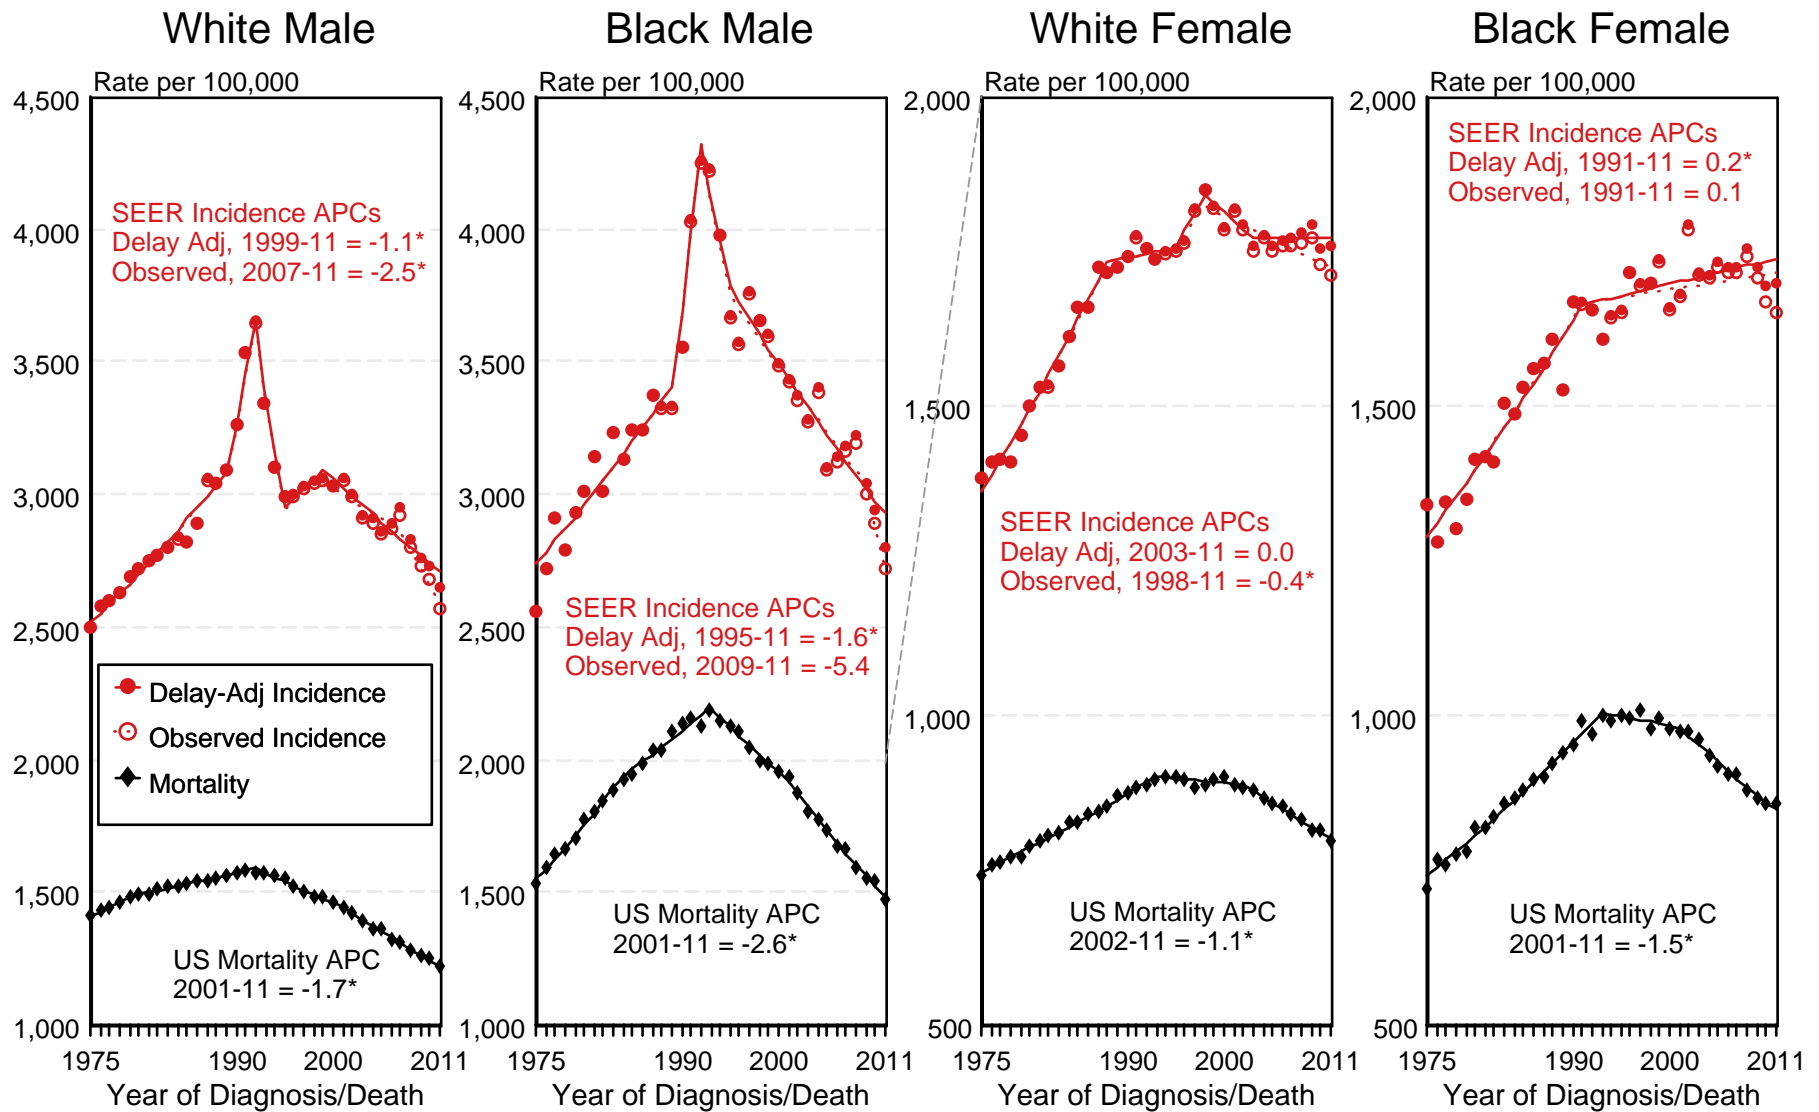 White Male
Rate per 100,000
4,500
4,000
3,500
3,000
2,500
2,000
1,500
1,000
SEER Incidence APCs
Delay Adj, 1999-11 = -1.1*
Observed, 2007-11 = -2.5*
Delay-Adj Incidence
Observed Incidence
Mortality
US Mortality APC
2001-11 = -1.7*
1975 1990 2000 2011
Year of Diagnosis/Death
Black Male
Rate per 100,000
4,500
4,000
3,500
3,000
2,500
2,000
1,500
1,000
SEER Incidence APCs
Delay Adj, 1995-11 = -1.6*
Observed, 2009-11 = -5.4
US Mortality APC
2001-11 = -2.6*
1975 1990 2000 2011
Year of Diagnosis/Death
White Female
Rate per 100,000
2,000
1,500
1,000
500
SEER Incidence APCs
Delay Adj, 2003-11 = 0.0
Observed, 1998-11 = -0.4*
US Mortality APC
2002-11 = -1.1*
1975 1990 2000 2011
Year of Diagnosis/Death
Black Female
Rate per 100,000
2,000
1,500
1,000
500
SEER Incidence APCs
Delay Adj, 1991-11 = 0.2*
Observed, 1991-11 = 0.1
US Mortality APC
2001-11 = -1.5*
1975 1990 2000 2011
Year of Diagnosis/Death